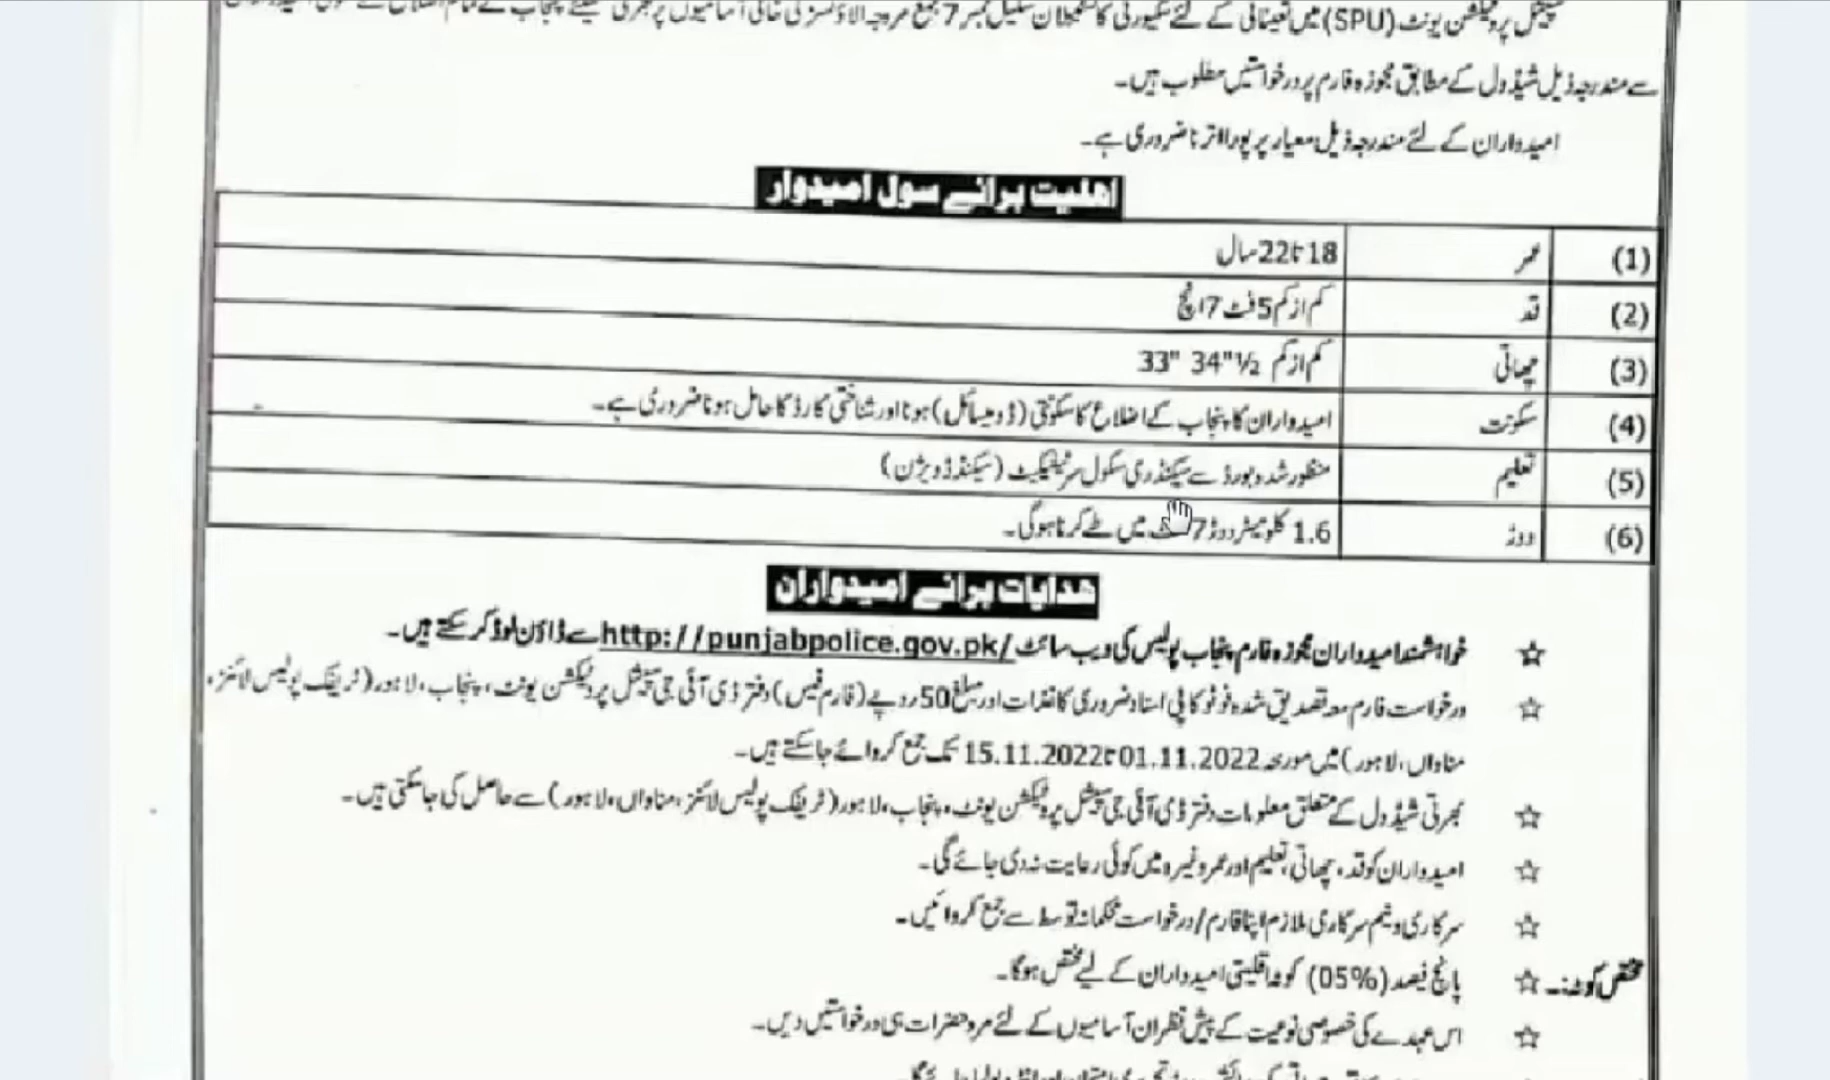 سپیشل پروٹیکشن یونٹ (SPU) میں تعیناتی کے لئے سکیورٹی کانسٹیبلان سکیل نمبر 7 بمع مروجہ الاؤنسز کی خالی آسامیوں پر بھرتی کیلئے پنجاب کے تمام اضلاع کے
سے مندرجہ ذیل شیڈول کے مطابق مجوزہ فارم پر درخواستیں مطلوب ہیں۔
امیدواران کے لئے مندرجہ ذیل معیار پر پورا اترنا ضروری ہے۔
اھلیت برائے سول امیدوار
(1) عمر 18 تا 22 سال
(2) قد کم از کم 5 فٹ 7 انچ
(3) چھاتی کم از کم 33" 34"½
(4) سکونت امیدواران کا پنجاب کے اضلاع کا سکونتی (ڈومیسائل) ہونا اور شناختی کارڈ کا حامل ہونا ضروری ہے۔
(5) تعلیم منظور شدہ بورڈ سے سیکنڈری سکول سرٹیفکیٹ (سیکنڈ ڈویژن)
(6) دوڑ 1.6 کلومیٹر دوڑ 7 میں طے کرنا ہوگی۔
ھدایات برائے امیدواران
☆ خواہشمند امیدواران مجوزہ فارم پنجاب پولیس کی ویب سائٹ http://punjabpolice.gov.pk/ سے ڈاؤن لوڈ کر سکتے ہیں۔
☆ درخواست فارم معہ تصدیق شدہ فوٹو کاپی اسناد ضروری کاغذات اور مبلغ 50 روپے (فارم فیس) دفتر ڈی آئی جی سپیشل پروٹیکشن یونٹ، پنجاب، لاہور (ٹریفک پولیس لائنز،
مناواں، لاہور) میں مورخہ 01.11.2022 تا 15.11.2022 تک جمع کروائے جا سکتے ہیں۔
☆ بھرتی شیڈول کے متعلق معلومات دفتر ڈی آئی جی سپیشل پروٹیکشن یونٹ، پنجاب، لاہور (ٹریفک پولیس لائنز، مناواں، لاہور) سے حاصل کی جا سکتی ہیں۔
☆ امیدواران کو قد، چھاتی، تعلیم اور عمر وغیرہ میں کوئی رعایت نہ دی جائے گی۔
☆ سرکاری و نیم سرکاری ملازم اپنا فارم/درخواست محکمانہ توسط سے جمع کروائیں۔
مختص کوٹہ:۔ ☆ پانچ فیصد (05%) کوٹہ اقلیتی امیدواران کے لیے مختص ہوگا۔
☆ اس عہدے کی خصوصی نوعیت کے پیش نظر ان آسامیوں کے لئے مرد حضرات ہی درخواستیں دیں۔